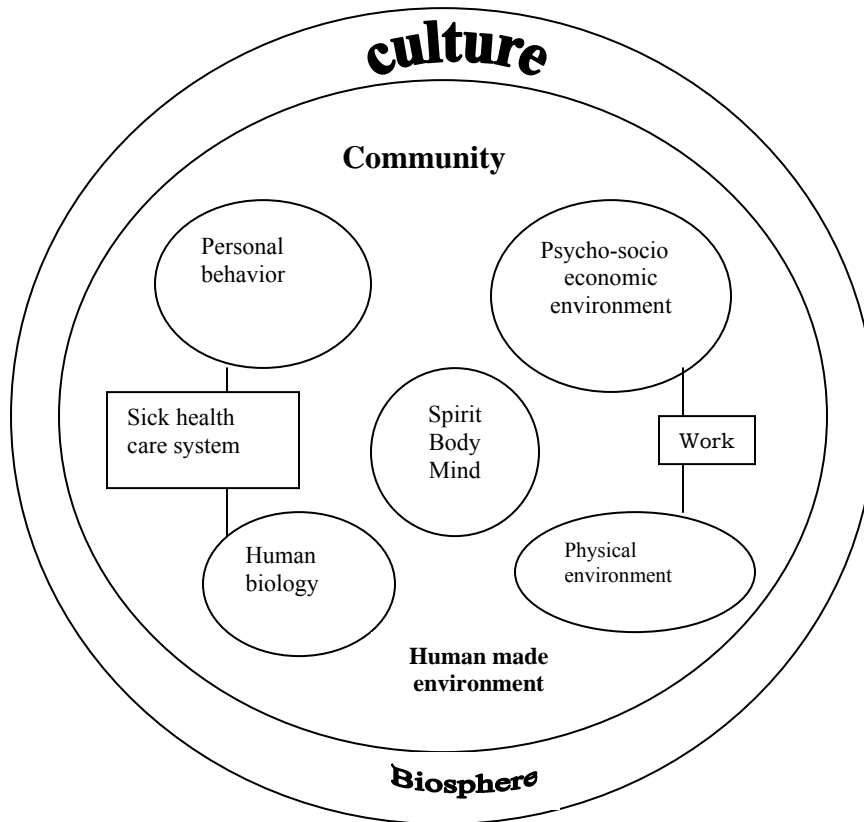 culture
Community
Personal
behavior
Psycho-socio
economic
environment
Sick health
care system
Spirit
Body
Mind
Work
Human
biology
Physical
environment
Human made
environment
Biosphere